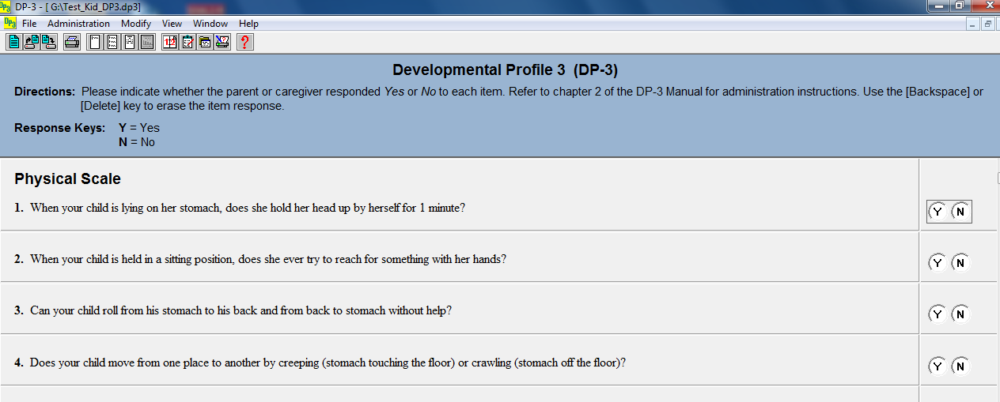 DP-3 - [ G:\Test_Kid_DP3.dp3]
File Administration Modify View Window Help
Developmental Profile 3 (DP-3)
Directions: Please indicate whether the parent or caregiver responded Yes or No to each item. Refer to chapter 2 of the DP-3 Manual for administration instructions. Use the [Backspace] or
[Delete] key to erase the item response.
Response Keys: Y = Yes
N = No
Physical Scale
1. When your child is lying on her stomach, does she hold her head up by herself for 1 minute?
Y N
2. When your child is held in a sitting position, does she ever try to reach for something with her hands?
Y N
3. Can your child roll from his stomach to his back and from back to stomach without help?
Y N
4. Does your child move from one place to another by creeping (stomach touching the floor) or crawling (stomach off the floor)?
Y N